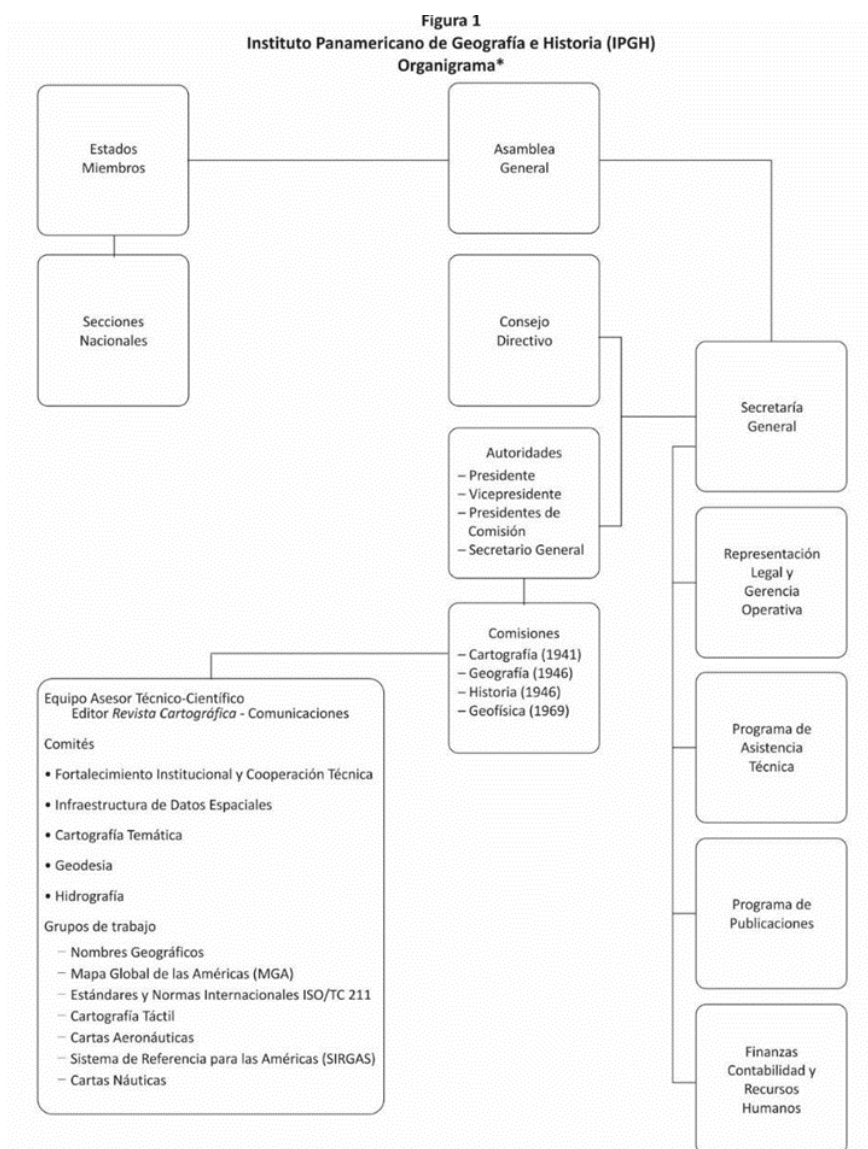 Figura 1
Instituto Panamericano de Geografía e Historia (IPGH)
Organigrama*
Estados
Miembros
Asamblea
General
Secciones
Nacionales
Consejo
Directivo
Secretaría
General
Autoridades
– Presidente
– Vicepresidente
– Presidentes de
Comisión
– Secretario General
Representación
Legal y
Gerencia
Operativa
Comisiones
– Cartografía (1941)
– Geografía (1946)
– Historia (1946)
– Geofísica (1969)
Equipo Asesor Técnico-Científico
Editor Revista Cartográfica - Comunicaciones
Comités
• Fortalecimiento Institucional y Cooperación Técnica
• Infraestructura de Datos Espaciales
• Cartografía Temática
• Geodesia
• Hidrografía
Grupos de trabajo
– Nombres Geográficos
– Mapa Global de las Américas (MGA)
– Estándares y Normas Internacionales ISO/TC 211
– Cartografía Táctil
– Cartas Aeronáuticas
– Sistema de Referencia para las Américas (SIRGAS)
– Cartas Náuticas
Programa de
Asistencia
Técnica
Programa de
Publicaciones
Finanzas
Contabilidad y
Recursos
Humanos